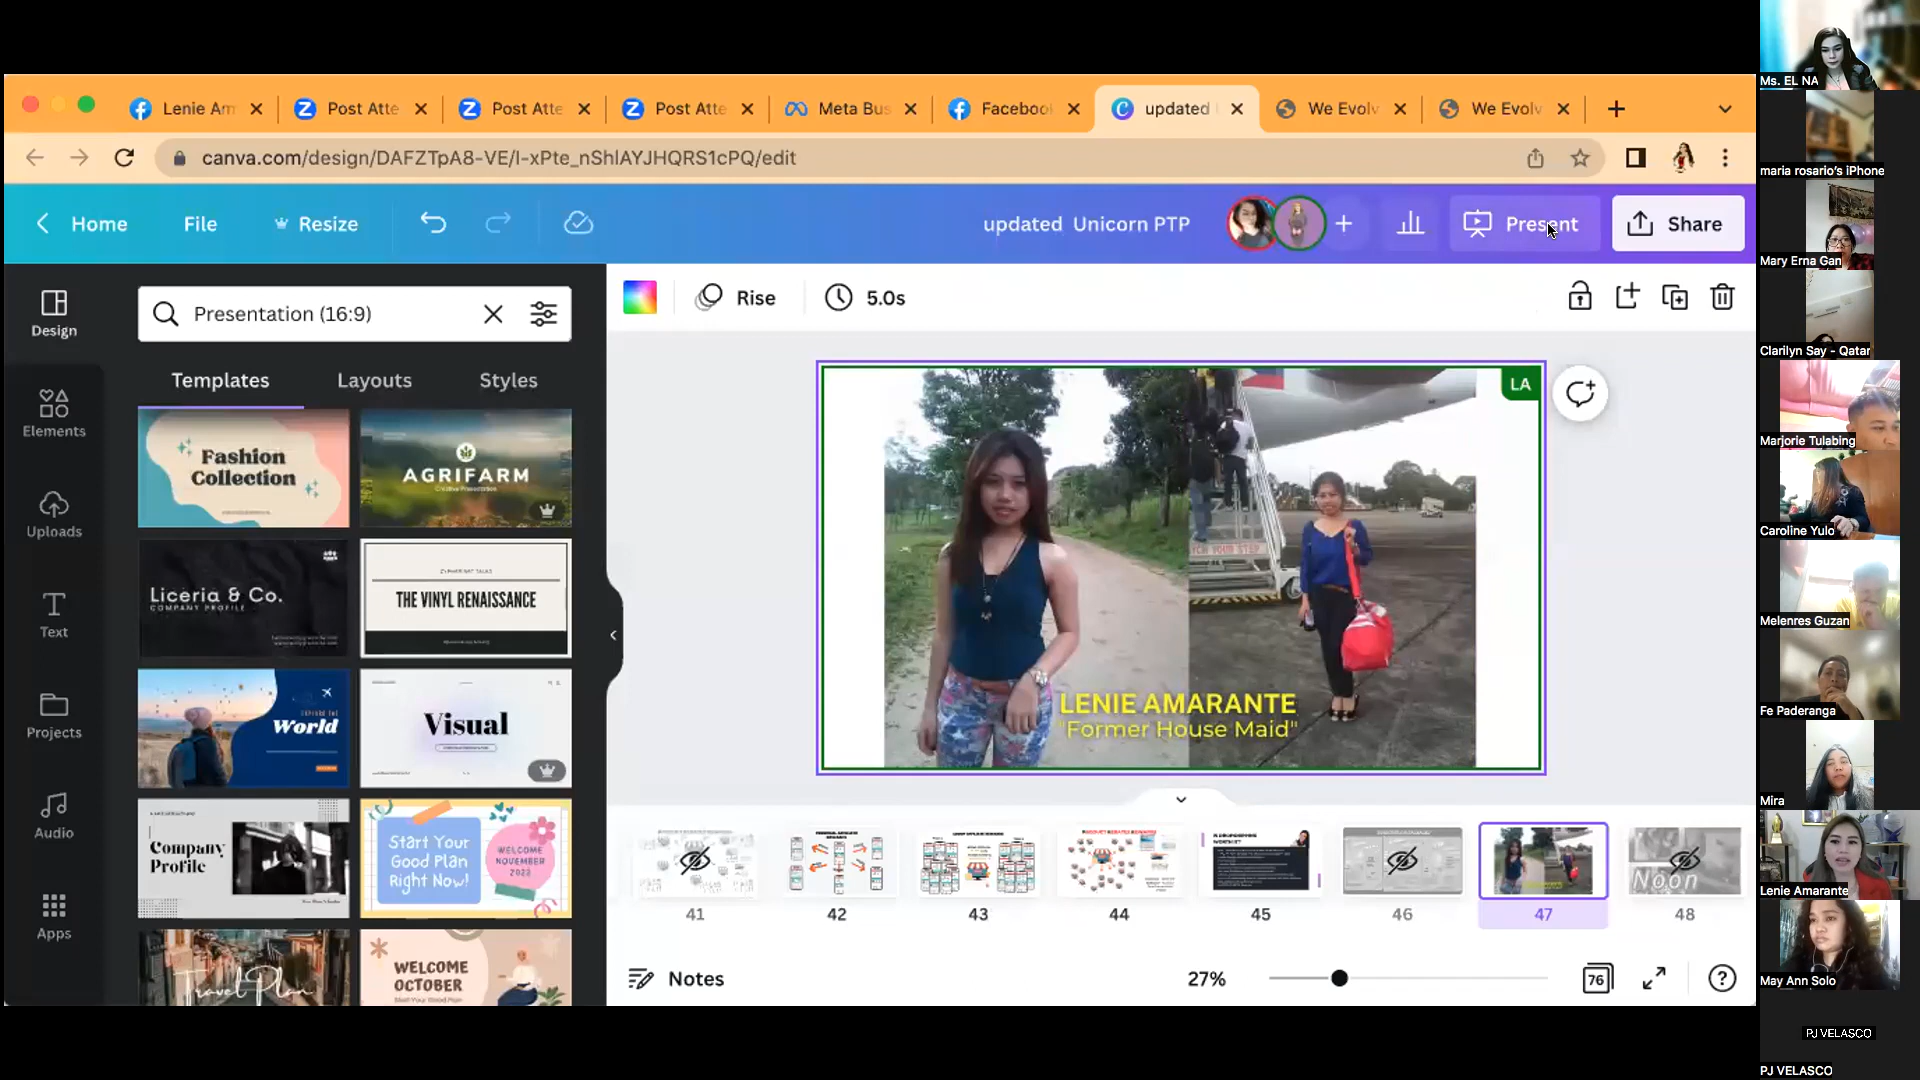 Lenie Am
Post Atte
Post Atte
Post Atte
Meta Bus
Facebook
updated
We Evolv
We Evolv
canva.com/design/DAFZTpA8-VE/I-xPte_nShlAYJHQRS1cPQ/edit
Home
File
Resize
updated Unicorn PTP
Present
Share
Design
Elements
Uploads
Text
Projects
Audio
Apps
Presentation (16:9)
Templates
Layouts
Styles
Fashion
Collection
AGRIFARM
Creative Presentation
Liceria & Co.
COMPANY PROFILE
THE VINYL RENAISSANCE
World
Visual
Company
Profile
Start Your
Good Plan
Right Now!
WELCOME
NOVEMBER
2022
Travel Plan
WELCOME
OCTOBER
Rise
5.0s
LA
LENIE AMARANTE
"Former House Maid"
Noon
41
42
43
44
45
46
47
48
Notes
27%
76
?
Ms. EL NA
maria rosario's iPhone
Mary Erna Gan
Clarilyn Say - Qatar
Marjorie Tulabing
Caroline Yulo
Melenres Guzan
Fe Paderanga
Mira
Lenie Amarante
May Ann Solo
PJ VELASCO
PJ VELASCO